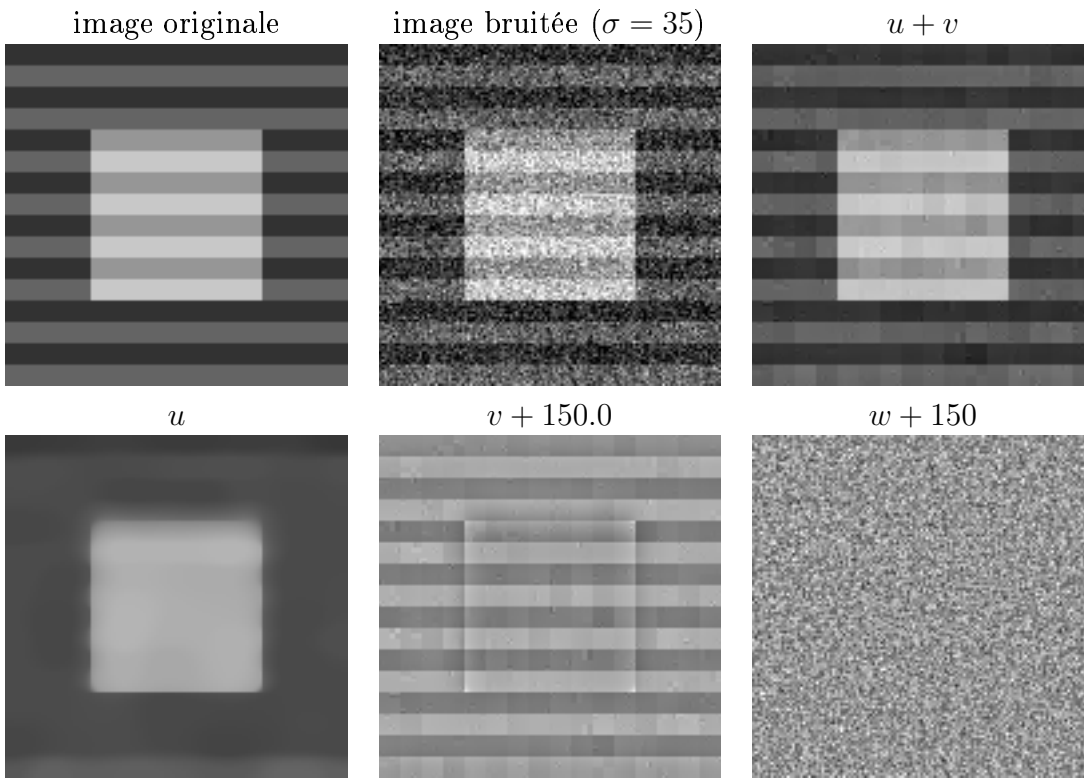 image originale
image bruitée (σ = 35)
u + v
u
v + 150.0
w + 150